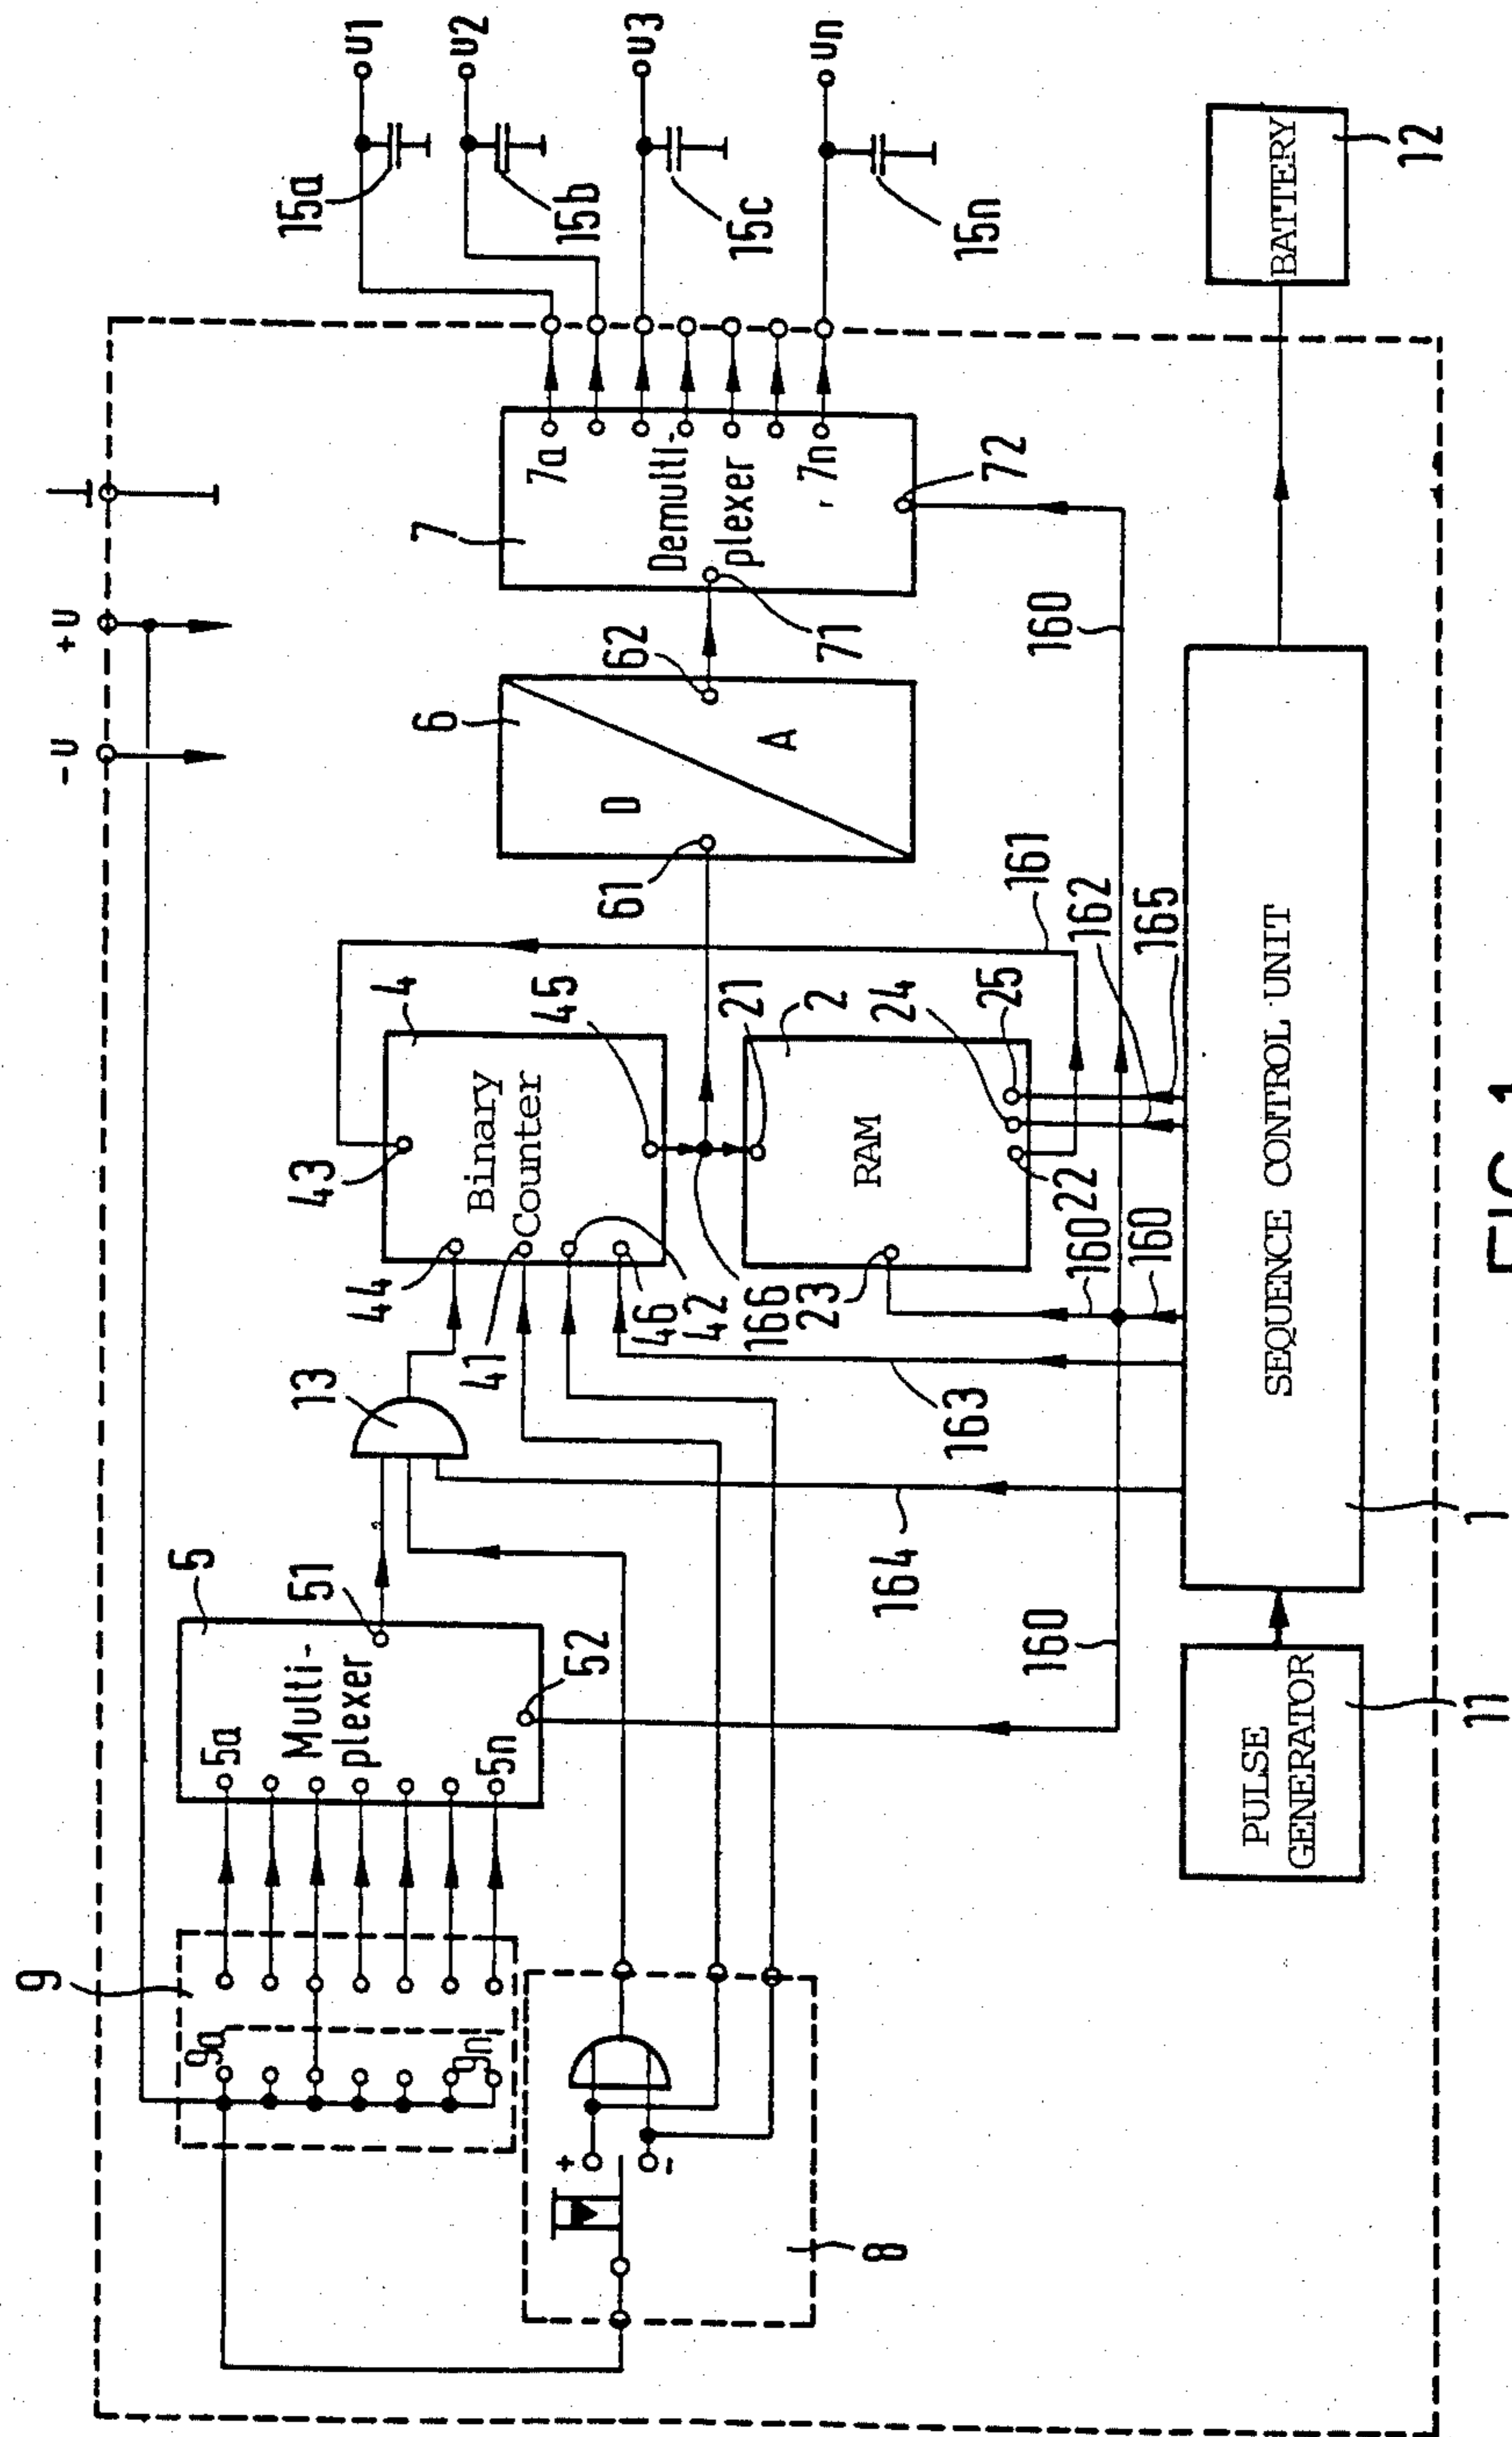 -U
+U
U1
U2
U3
Un
15a
15b
15c
15n
9
9a
9n
5
5a
Multi-
plexer
5n
51
52
8
+
-
13
44
41
43
4
Binary
Counter
45
46
42
166
21
2
RAM
23
22
24
25
6
D
A
61
62
7
7a
Demulti-
plexer
7n
71
72
160
160
160
160
161
162
163
164
165
PULSE
GENERATOR
11
SEQUENCE CONTROL UNIT
1
BATTERY
12
FIG. 1